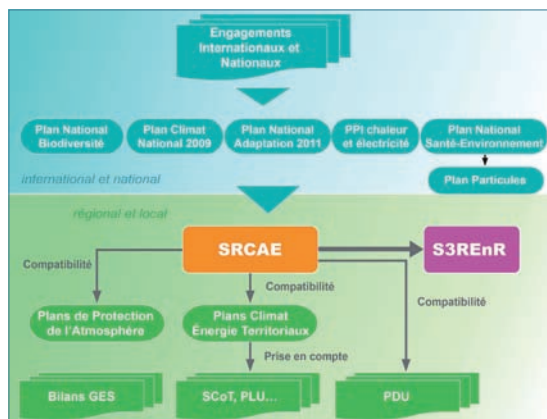 Engagements
Internationaux et
Nationaux
Plan National
Biodiversité
Plan Climat
National 2009
Plan National
Adaptation 2011
PPI chaleur
et électricité
Plan National
Santé-Environnement
international et national
Plan Particules
régional et local
SRCAE
S3REnR
Compatibilité
Compatibilité
Compatibilité
Plans de Protection
de l'Atmosphère
Plans Climat
Énergie Territoriaux
Prise en compte
Bilans GES
SCoT, PLU...
PDU